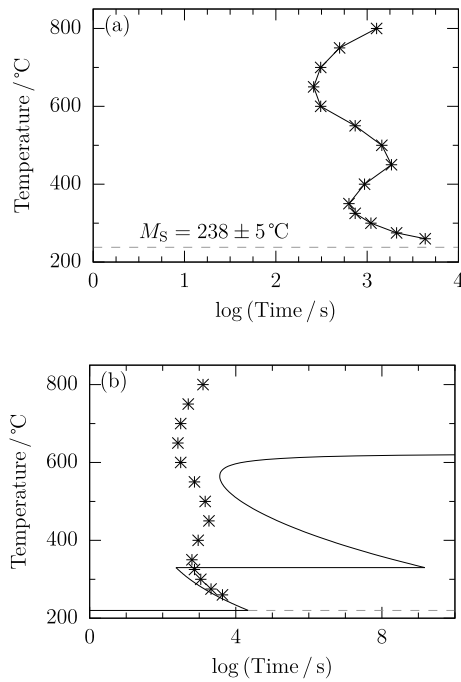 (a)
800
600
400
200
Temperature / °C
M_S = 238 ± 5 °C
0 1 2 3 4
log (Time / s)
(b)
800
600
400
200
Temperature / °C
0 4 8
log (Time / s)